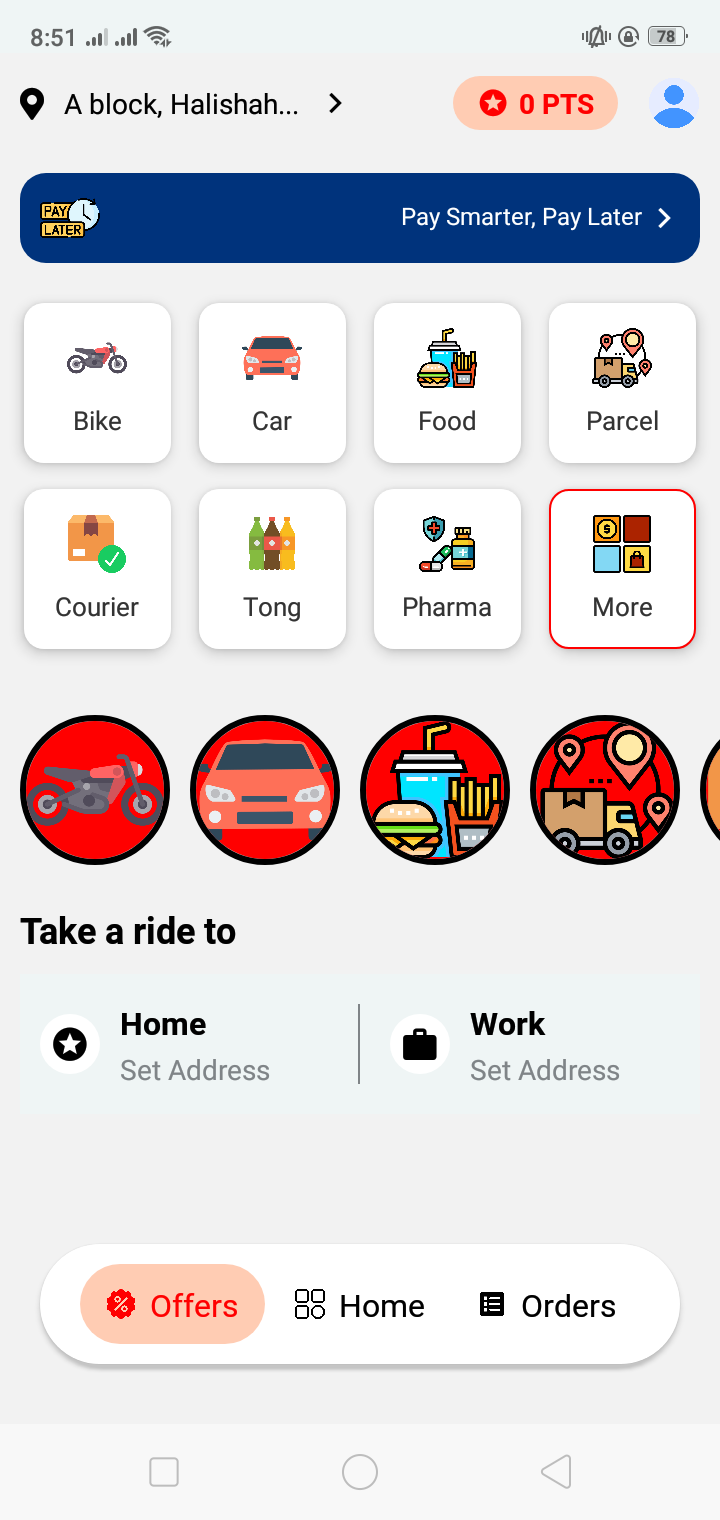 8:51 78
A block, Halishah... 0 PTS
PAY
LATER
Pay Smarter, Pay Later
Bike Car Food Parcel
Courier Tong Pharma More
Take a ride to
Home Work
Set Address Set Address
Offers Home Orders